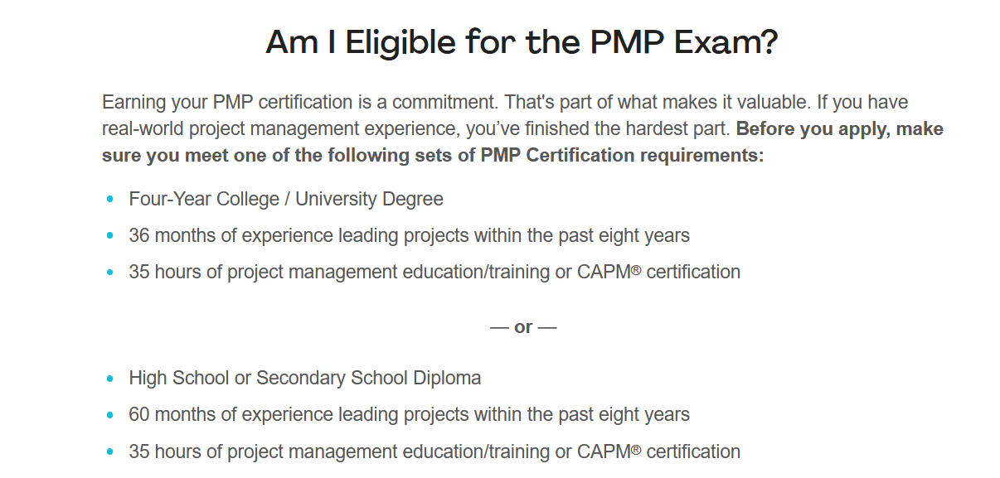 Am I Eligible for the PMP Exam?
Earning your PMP certification is a commitment. That's part of what makes it valuable. If you have
real-world project management experience, you’ve finished the hardest part. Before you apply, make
sure you meet one of the following sets of PMP Certification requirements:
• Four-Year College / University Degree
• 36 months of experience leading projects within the past eight years
• 35 hours of project management education/training or CAPM® certification
— or —
• High School or Secondary School Diploma
• 60 months of experience leading projects within the past eight years
• 35 hours of project management education/training or CAPM® certification